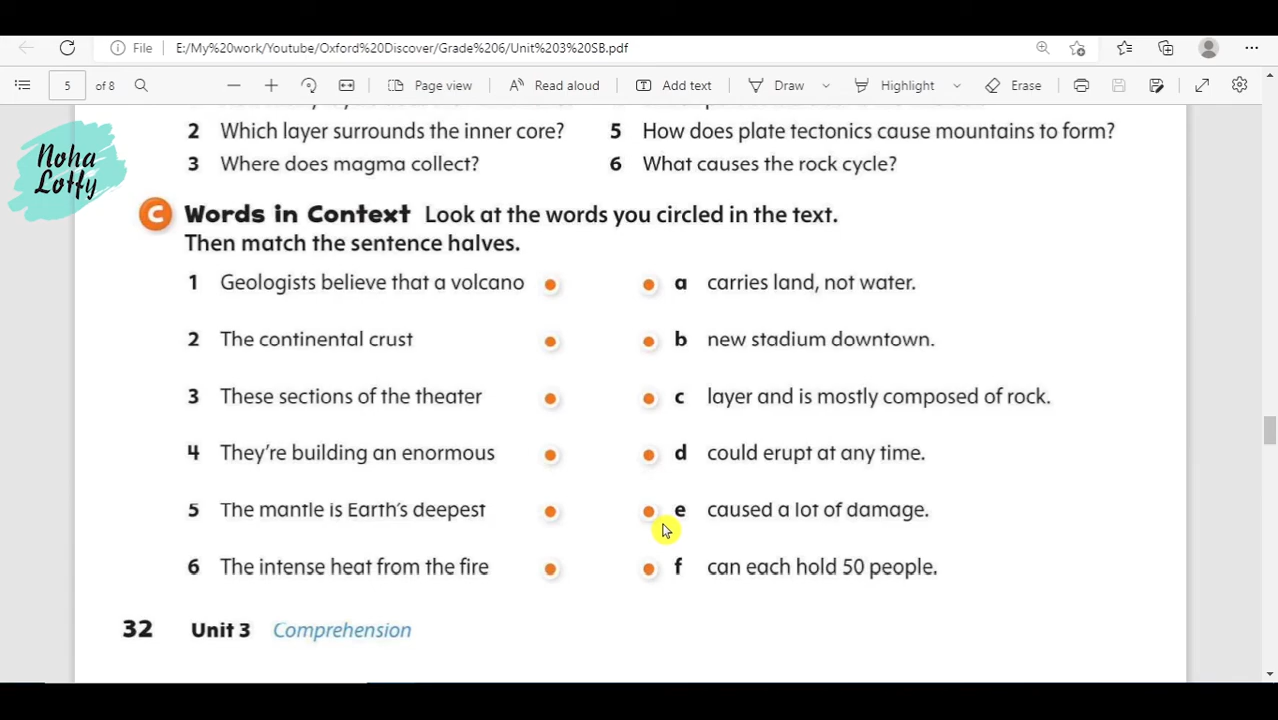 File E:/My%20work/Youtube/Oxford%20Discover/Grade%206/Unit%203%20SB.pdf
5 of 8 Page view Read aloud Add text Draw Highlight Erase
Noha
Lotfy
2 Which layer surrounds the inner core?
3 Where does magma collect?
5 How does plate tectonics cause mountains to form?
6 What causes the rock cycle?
C Words in Context Look at the words you circled in the text.
Then match the sentence halves.
1 Geologists believe that a volcano
a carries land, not water.
2 The continental crust
b new stadium downtown.
3 These sections of the theater
c layer and is mostly composed of rock.
4 They're building an enormous
d could erupt at any time.
5 The mantle is Earth's deepest
e caused a lot of damage.
6 The intense heat from the fire
f can each hold 50 people.
32 Unit 3 Comprehension